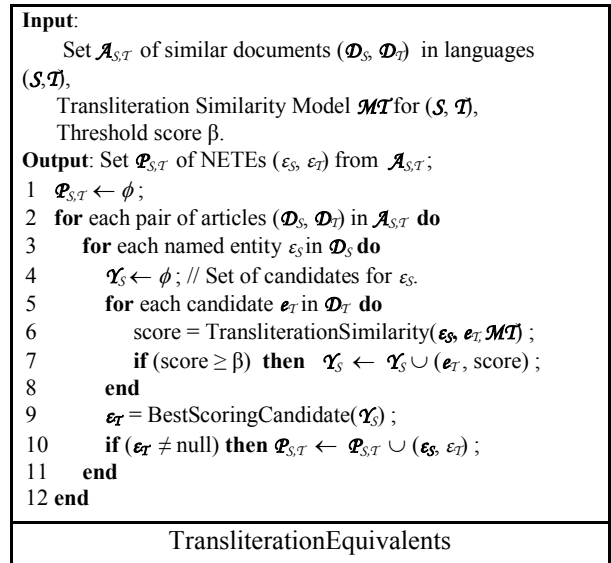 Input:
Set 𝓐S,T of similar documents (𝓓S, 𝓓T) in languages
(𝓢,𝓣),
Transliteration Similarity Model 𝓜𝓣 for (𝓢, 𝓣),
Threshold score β.
Output: Set 𝓟S,T of NETEs (εS, εT) from 𝓐S,T;
1 𝓟S,T ← ϕ ;
2 for each pair of articles (𝓓S, 𝓓T) in 𝓐S,T do
3 for each named entity εS in 𝓓S do
4 𝓨S ← ϕ ; // Set of candidates for εS.
5 for each candidate eT in 𝓓T do
6 score = TransliterationSimilarity(εS, eT, 𝓜𝓣) ;
7 if (score ≥ β) then 𝓨S ← 𝓨S ∪ (eT , score) ;
8 end
9 εT = BestScoringCandidate(𝓨S) ;
10 if (εT ≠ null) then 𝓟S,T ← 𝓟S,T ∪ (εS, εT) ;
11 end
12 end
TransliterationEquivalents